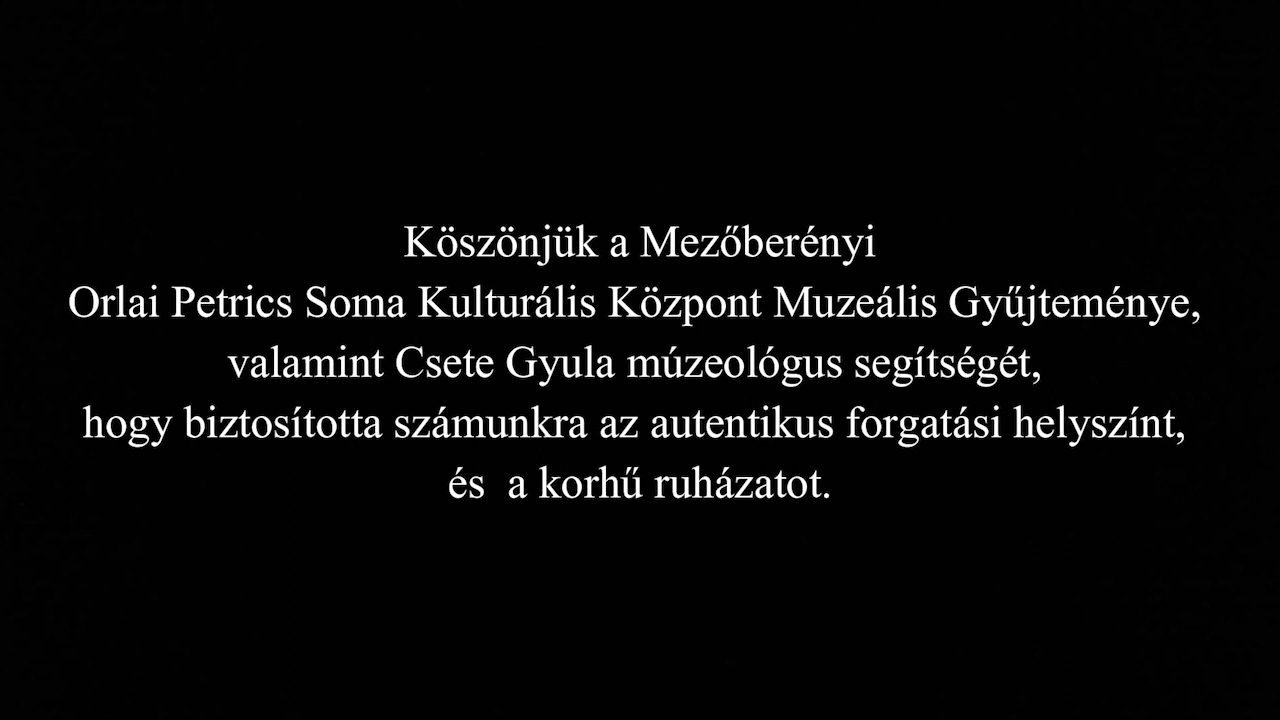 Köszönjük a Mezőberényi
Orlai Petrics Soma Kulturális Központ Muzeális Gyűjteménye,
valamint Csete Gyula múzeológus segítségét,
hogy biztosította számunkra az autentikus forgatási helyszínt,
és  a korhű ruházatot.